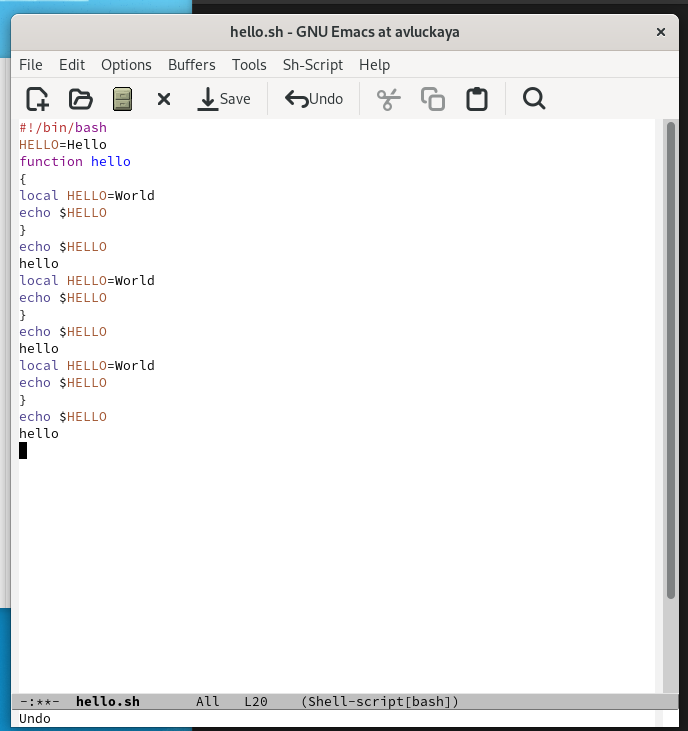 hello.sh - GNU Emacs at avluckaya ×
File Edit Options Buffers Tools Sh-Script Help
Save Undo
#!/bin/bash
HELLO=Hello
function hello
{
local HELLO=World
echo $HELLO
}
echo $HELLO
hello
local HELLO=World
echo $HELLO
}
echo $HELLO
hello
local HELLO=World
echo $HELLO
}
echo $HELLO
hello
-:**- hello.sh All L20 (Shell-script[bash])
Undo